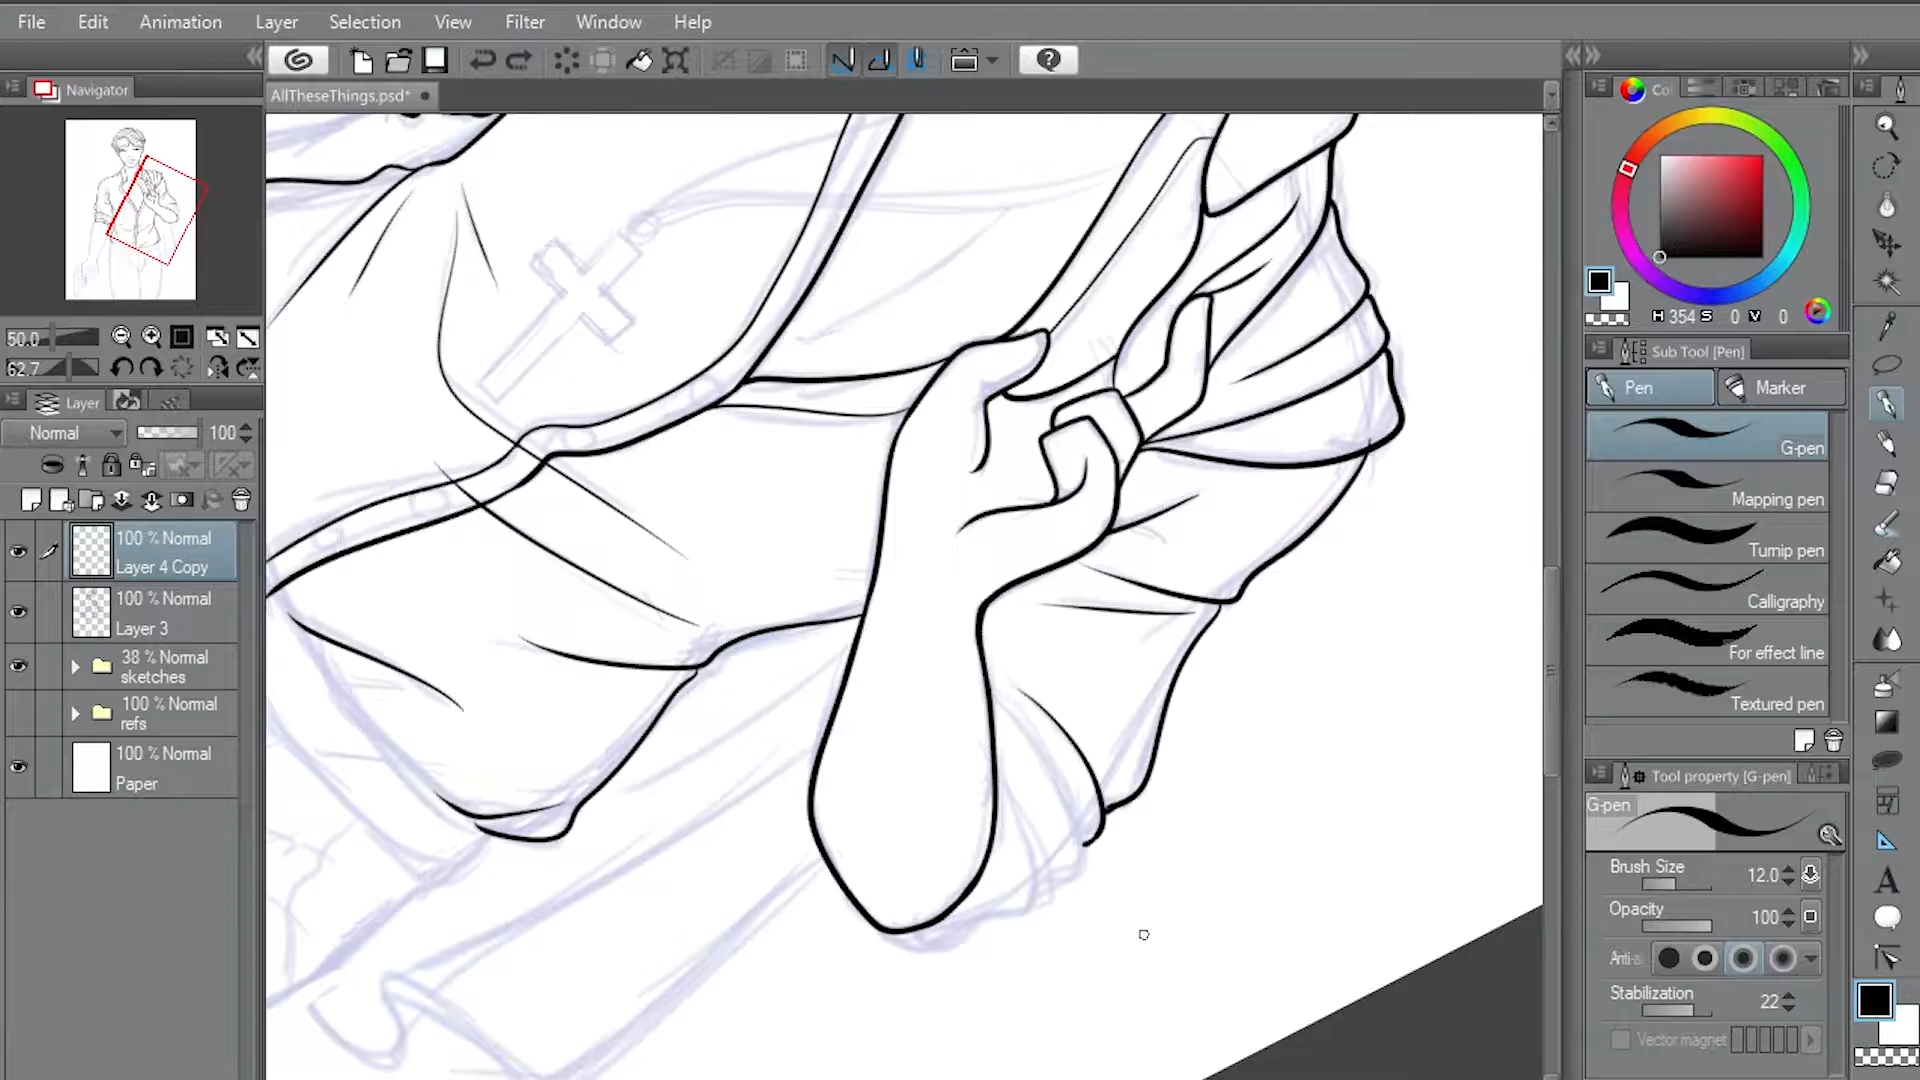 File Edit Animation Layer Selection View Filter Window Help
AllTheseThings.psd*
Navigator
50.0
62.7
Layer
Normal 100
100 % Normal
Layer 4 Copy
100 % Normal
Layer 3
38 % Normal
sketches
100 % Normal
refs
100 % Normal
Paper
Co
H 354 S 0 V 0
Sub Tool [Pen]
Pen Marker
G-pen
Mapping pen
Turnip pen
Calligraphy
For effect line
Textured pen
Tool property [G-pen]
G-pen
Brush Size 12.0
Opacity 100
Anti-al
Stabilization 22
Vector magnet
A